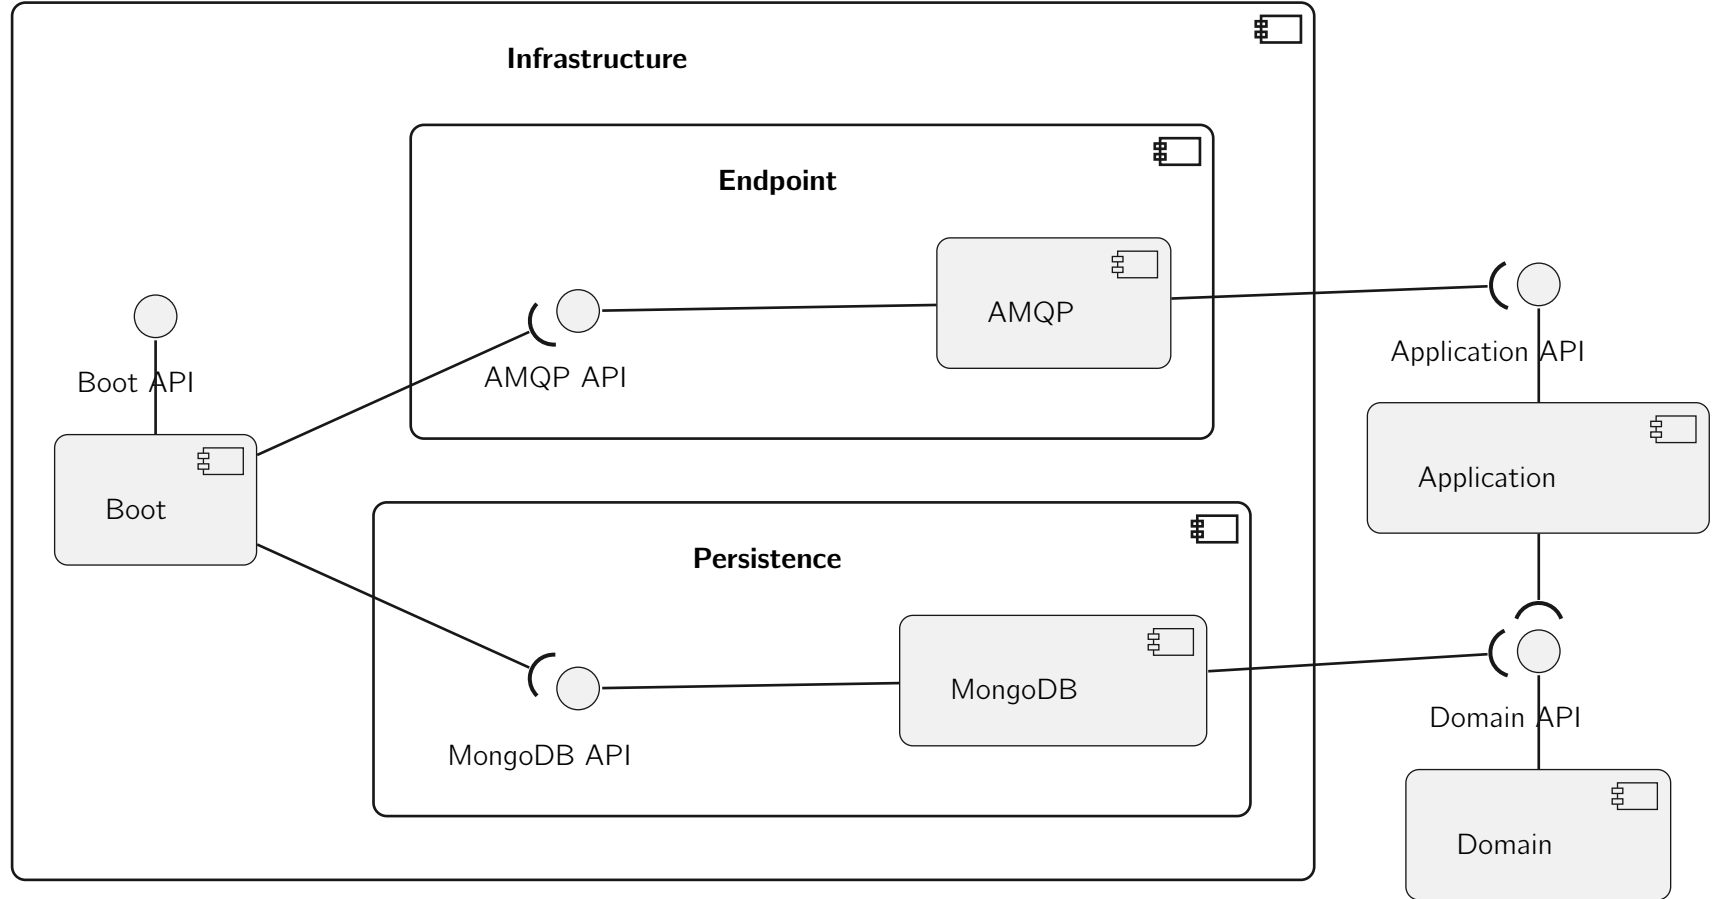 Infrastructure
Endpoint
AMQP
AMQP API
Boot API
Boot
Application API
Application
Persistence
MongoDB
MongoDB API
Domain API
Domain